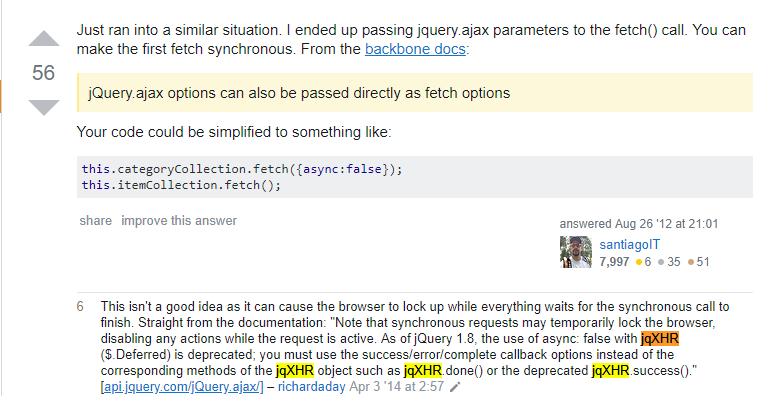 Just ran into a similar situation. I ended up passing jquery.ajax parameters to the fetch() call. You can
make the first fetch synchronous. From the backbone docs:
56
jQuery.ajax options can also be passed directly as fetch options
Your code could be simplified to something like:
this.categoryCollection.fetch({async:false});
this.itemCollection.fetch();
share improve this answer
answered Aug 26 '12 at 21:01
santiagoIT
7,997 6 35 51
6 This isn't a good idea as it can cause the browser to lock up while everything waits for the synchronous call to
finish. Straight from the documentation: "Note that synchronous requests may temporarily lock the browser,
disabling any actions while the request is active. As of jQuery 1.8, the use of async: false with jqXHR
($.Deferred) is deprecated; you must use the success/error/complete callback options instead of the
corresponding methods of the jqXHR object such as jqXHR.done() or the deprecated jqXHR.success()."
[api.jquery.com/jQuery.ajax/] – richardaday Apr 3 '14 at 2:57